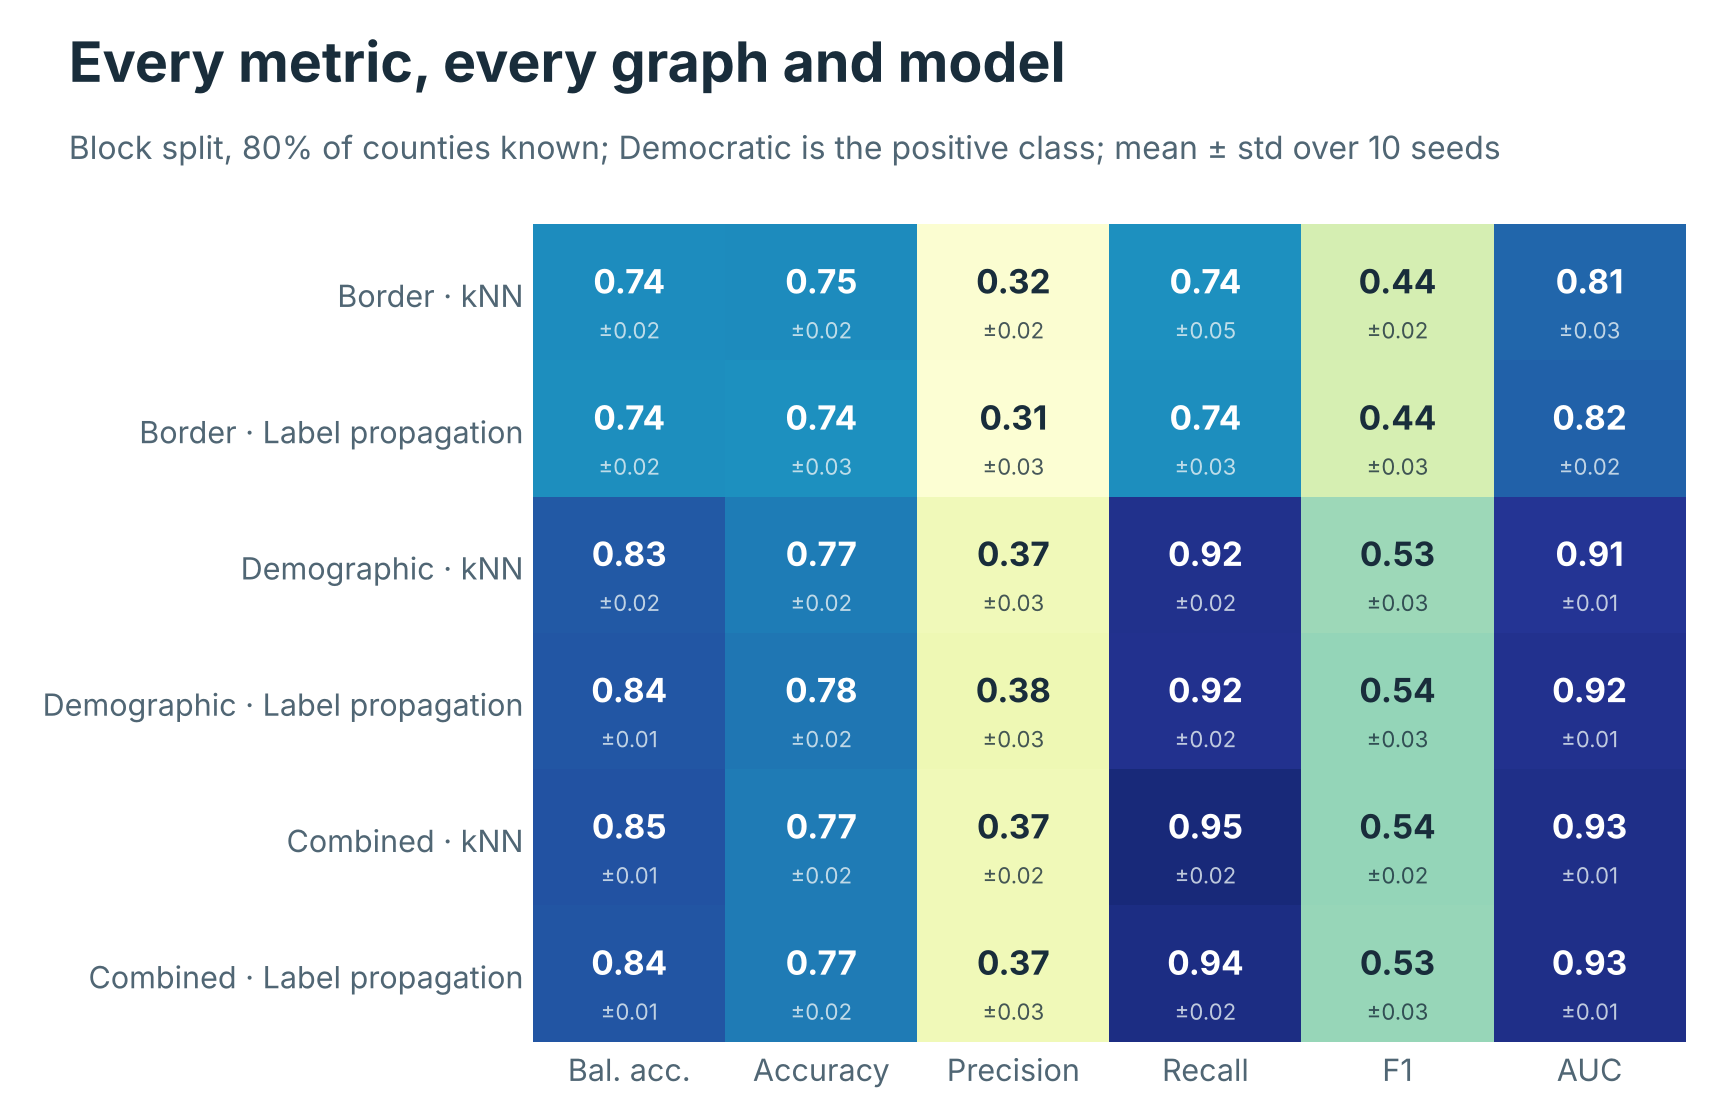 Every metric, every graph and model
Block split, 80% of counties known; Democratic is the positive class; mean ± std over 10 seeds
Border · kNN 0.74 0.75 0.32 0.74 0.44 0.81
±0.02 ±0.02 ±0.02 ±0.05 ±0.02 ±0.03
Border · Label propagation 0.74 0.74 0.31 0.74 0.44 0.82
±0.02 ±0.03 ±0.03 ±0.03 ±0.03 ±0.02
Demographic · kNN 0.83 0.77 0.37 0.92 0.53 0.91
±0.02 ±0.02 ±0.03 ±0.02 ±0.03 ±0.01
Demographic · Label propagation 0.84 0.78 0.38 0.92 0.54 0.92
±0.01 ±0.02 ±0.03 ±0.02 ±0.03 ±0.01
Combined · kNN 0.85 0.77 0.37 0.95 0.54 0.93
±0.01 ±0.02 ±0.02 ±0.02 ±0.02 ±0.01
Combined · Label propagation 0.84 0.77 0.37 0.94 0.53 0.93
±0.01 ±0.02 ±0.03 ±0.02 ±0.03 ±0.01
Bal. acc. Accuracy Precision Recall F1 AUC